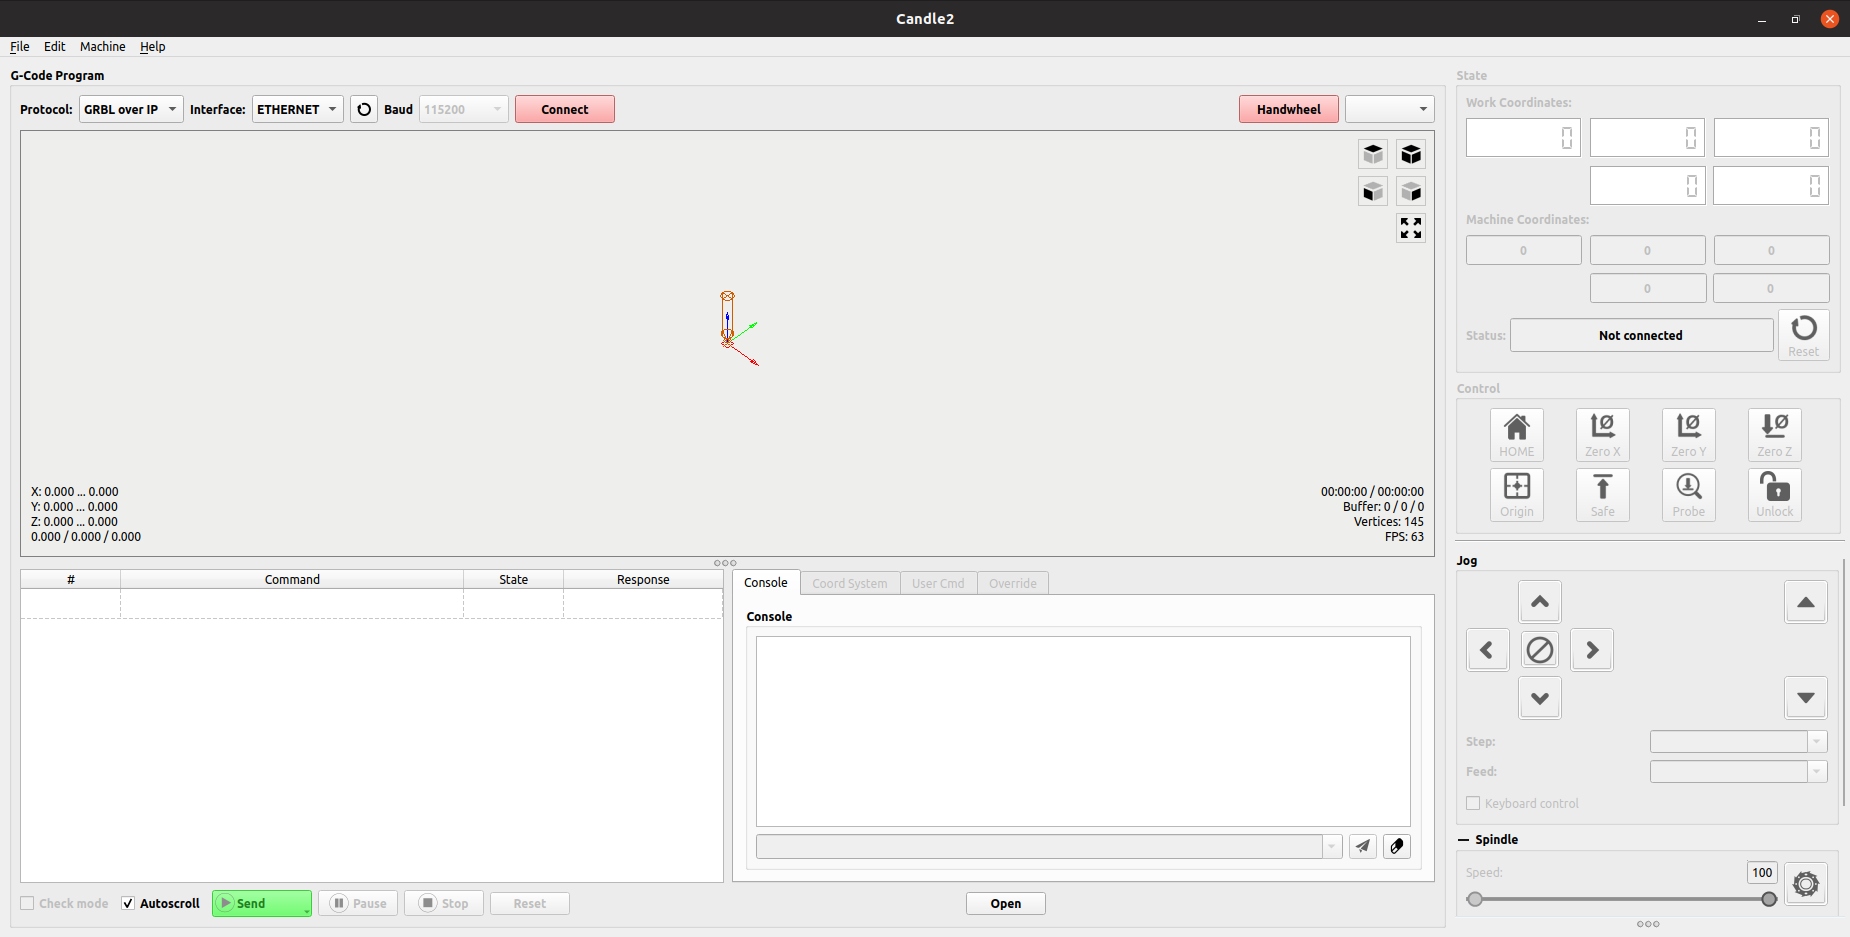 Candle2
File Edit Machine Help
G-Code Program
Protocol: GRBL over IP Interface: ETHERNET Baud 115200 Connect Handwheel
X: 0.000 ... 0.000
Y: 0.000 ... 0.000
Z: 0.000 ... 0.000
0.000 / 0.000 / 0.000
00:00:00 / 00:00:00
Buffer: 0 / 0 / 0
Vertices: 145
FPS: 63
# Command State Response
Console Coord System User Cmd Override
Console
Check mode Autoscroll Send Pause Stop Reset Open
State
Work Coordinates:
0 0 0
0 0
Machine Coordinates:
0 0 0
0 0
Status: Not connected Reset
Control
HOME Zero X Zero Y Zero Z
Origin Safe Probe Unlock
Jog
Step:
Feed:
Keyboard control
Spindle
Speed: 100